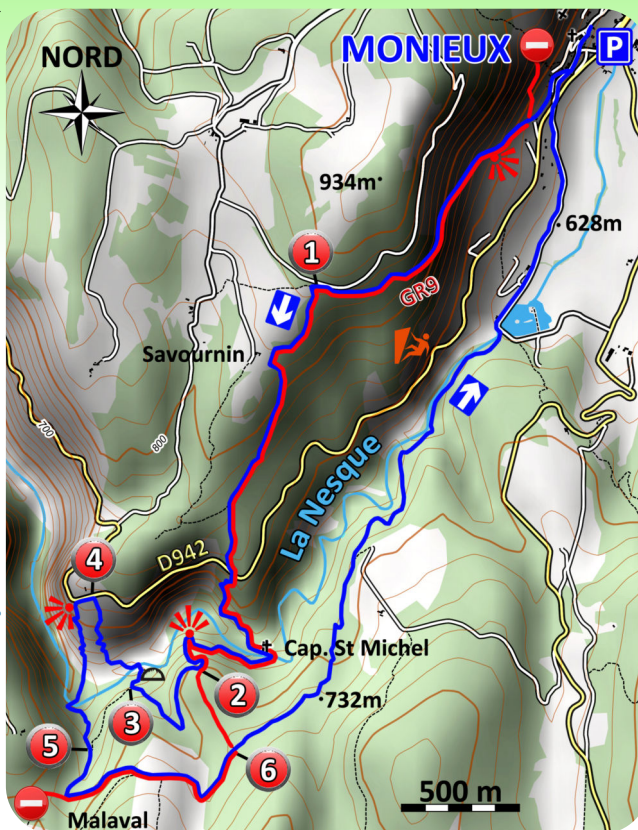 NORD
MONIEUX
P
934m
628m
1
GR9
Savournin
700
800
La Nesque
4
D942
Cap. St Michel
2
732m
3
5
6
500 m
Malaval